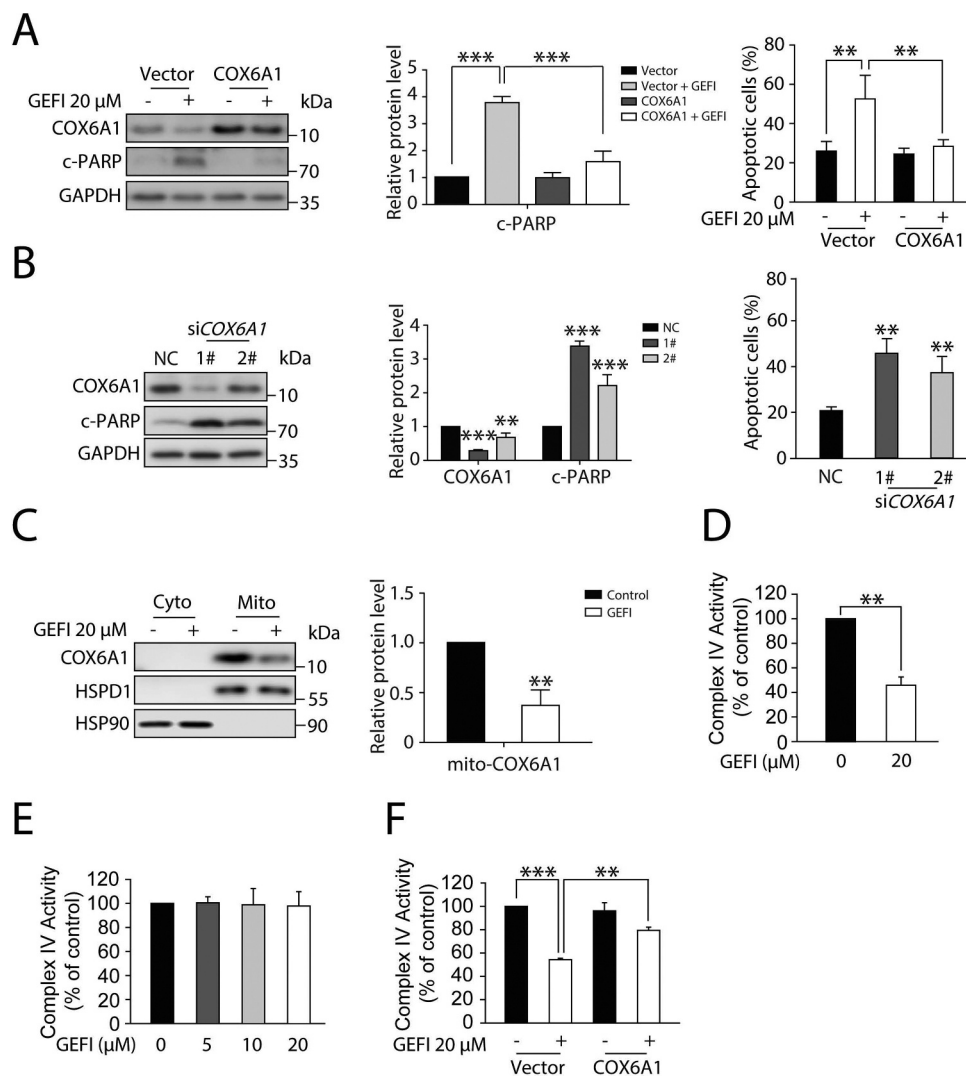 A
Vector COX6A1
GEFI 20 μM - + - + kDa
COX6A1
10
c-PARP
70
GAPDH
35
Relative protein level
5
4
3
2
1
0
*** ***
c-PARP
Vector
Vector + GEFI
COX6A1
COX6A1 + GEFI
Apoptotic cells (%)
80
60
40
20
0
** **
GEFI 20 μM - + - +
Vector COX6A1
B
siCOX6A1
NC 1# 2# kDa
COX6A1
10
c-PARP
70
GAPDH
35
Relative protein level
4
3
2
1
0
*** ** *** ***
COX6A1 c-PARP
NC
1#
2#
Apoptotic cells (%)
80
60
40
20
0
** **
NC 1# 2#
siCOX6A1
C
Cyto Mito
GEFI 20 μM - + - + kDa
COX6A1
10
HSPD1
55
HSP90
90
Relative protein level
1.5
1.0
0.5
0
**
mito-COX6A1
Control
GEFI
D
Complex IV Activity
(% of control)
120
100
80
60
40
20
0
**
GEFI (μM) 0 20
E
Complex IV Activity
(% of control)
120
100
80
60
40
20
0
GEFI (μM) 0 5 10 20
F
Complex IV Activity
(% of control)
120
100
80
60
40
20
0
*** **
GEFI 20 μM - + - +
Vector COX6A1